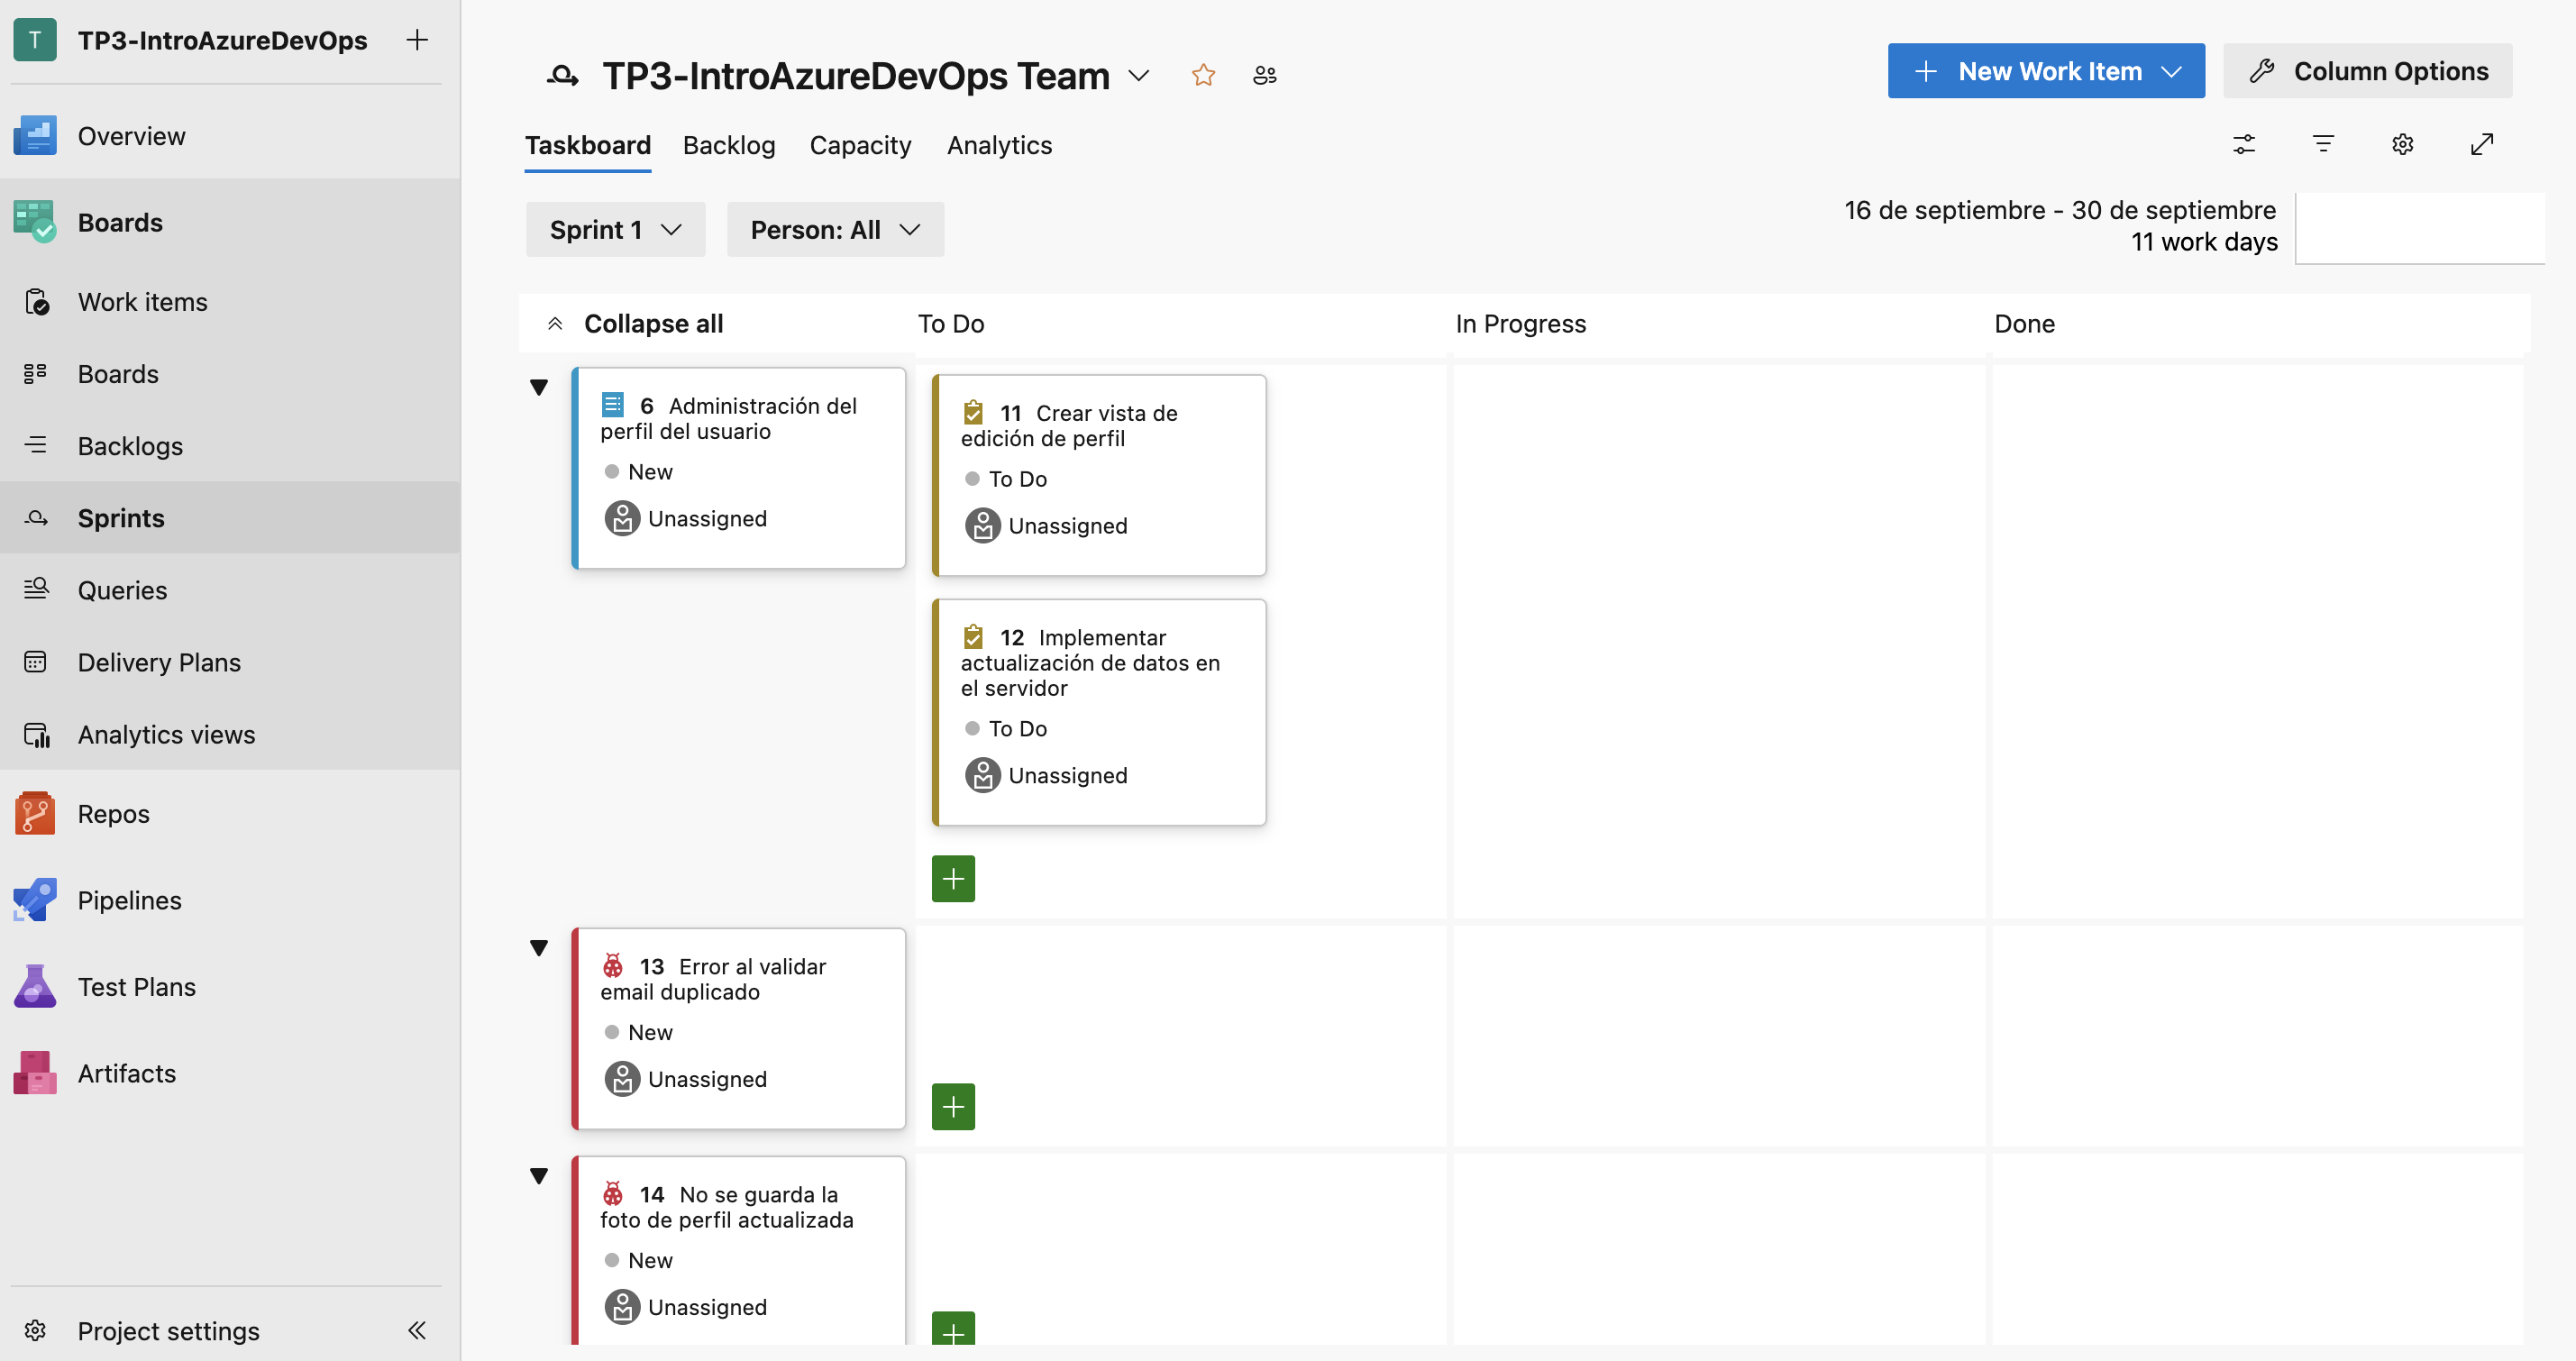 T TP3-IntroAzureDevOps
Overview
Boards
Work items
Boards
Backlogs
Sprints
Queries
Delivery Plans
Analytics views
Repos
Pipelines
Test Plans
Artifacts
Project settings
TP3-IntroAzureDevOps Team
New Work Item
Column Options
Taskboard Backlog Capacity Analytics
Sprint 1 Person: All
16 de septiembre - 30 de septiembre
11 work days
Collapse all To Do In Progress Done
6 Administración del
perfil del usuario
New
Unassigned
11 Crear vista de
edición de perfil
To Do
Unassigned
12 Implementar
actualización de datos en
el servidor
To Do
Unassigned
13 Error al validar
email duplicado
New
Unassigned
14 No se guarda la
foto de perfil actualizada
New
Unassigned